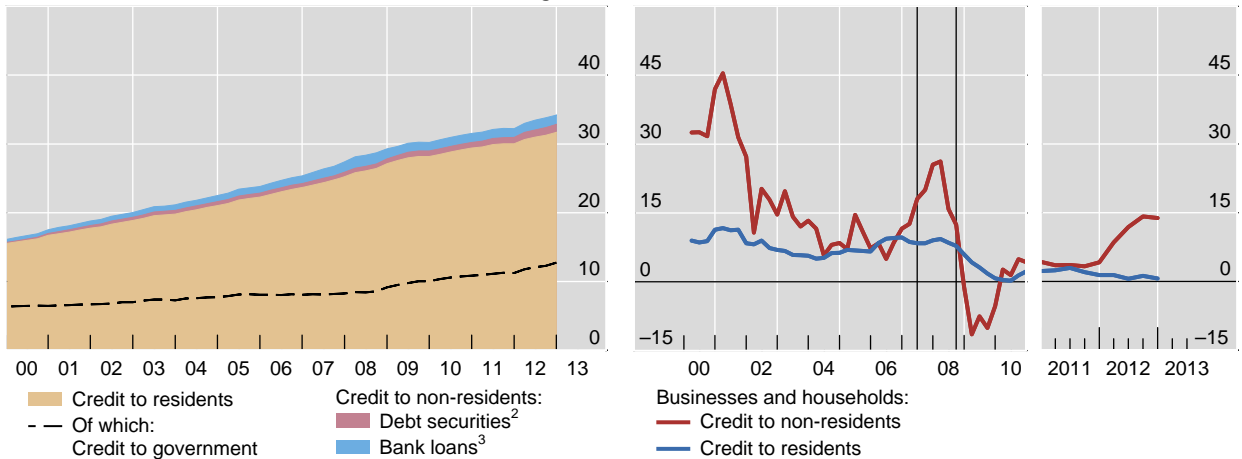 40
30
20
10
0
00 01 02 03 04 05 06 07 08 09 10 11 12 13
Credit to residents
Of which:
Credit to government
Credit to non-residents:
Debt securities2
Bank loans3
45
30
15
0
–15
00 02 04 06 08 10
45
30
15
0
–15
2011 2012 2013
Businesses and households:
Credit to non-residents
Credit to residents